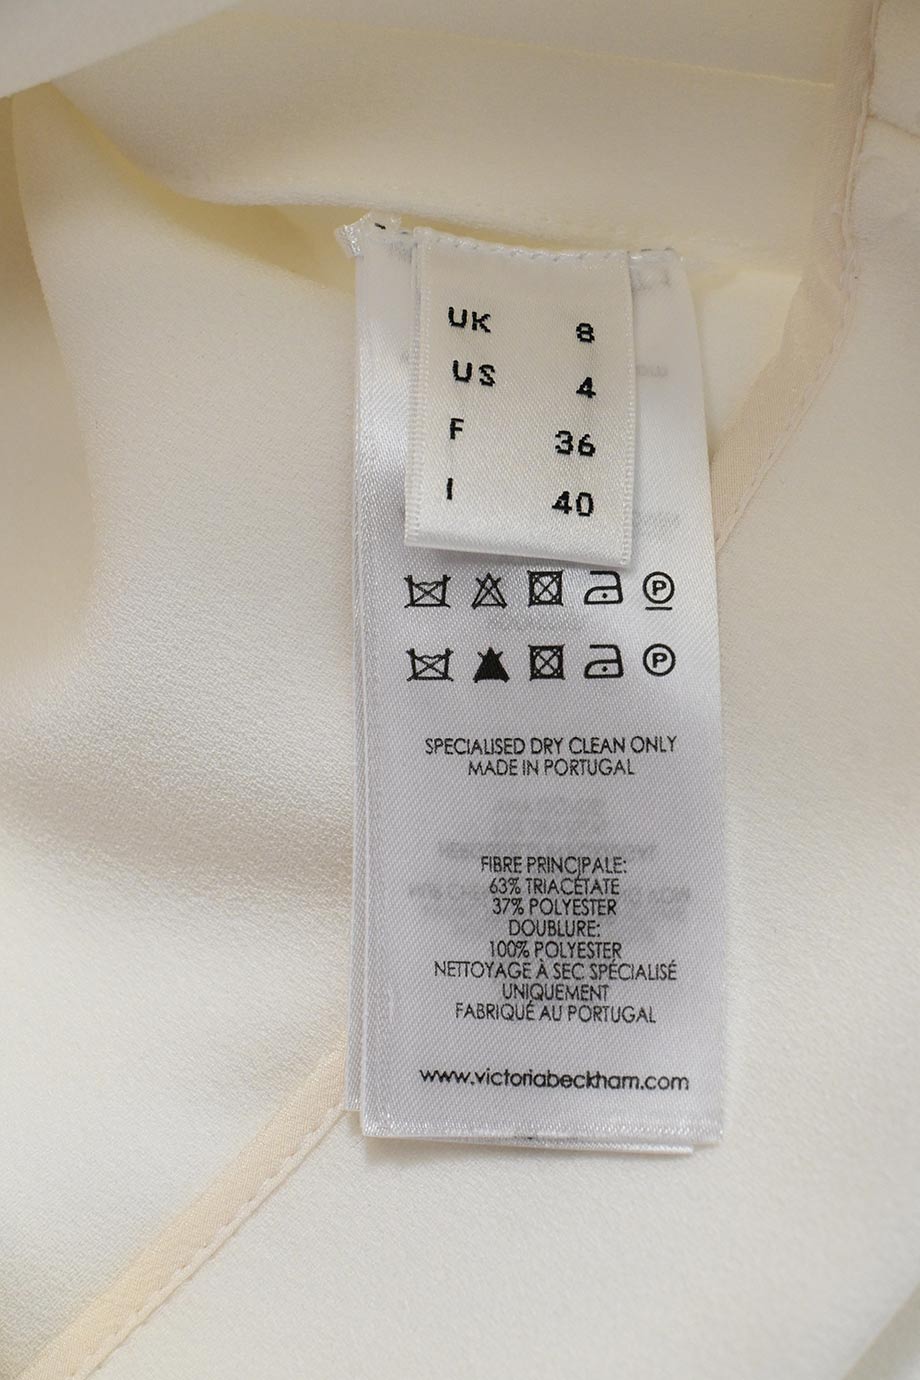 UK 8
US 4
F 36
I 40
SPECIALISED DRY CLEAN ONLY
MADE IN PORTUGAL
FIBRE PRINCIPALE:
63% TRIACÉTATE
37% POLYESTER
DOUBLURE:
100% POLYESTER
NETTOYAGE À SEC SPÉCIALISÉ
UNIQUEMENT
FABRIQUÉ AU PORTUGAL
www.victoriabeckham.com